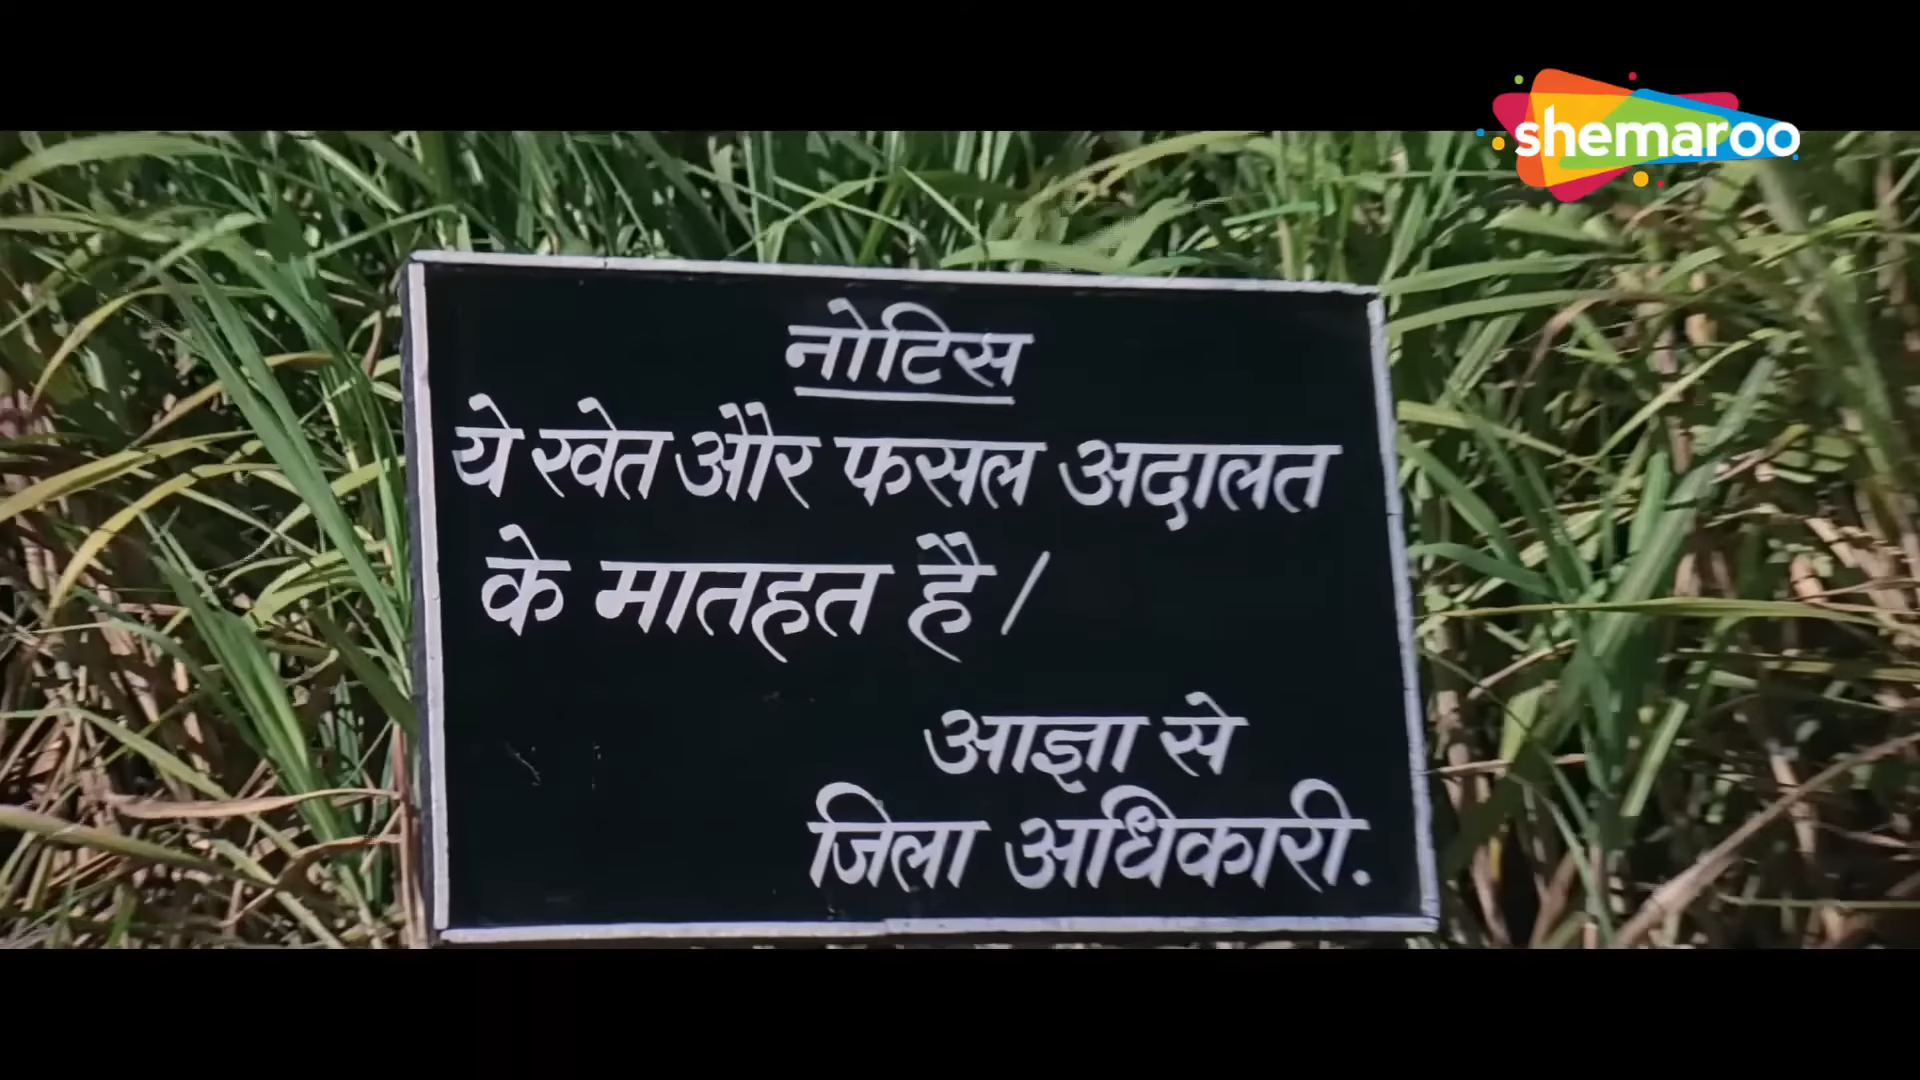 shemaroo
नोटिस
ये खेत और फसल अदालत
के मातहत है /
आज्ञा से
जिला अधिकारी.